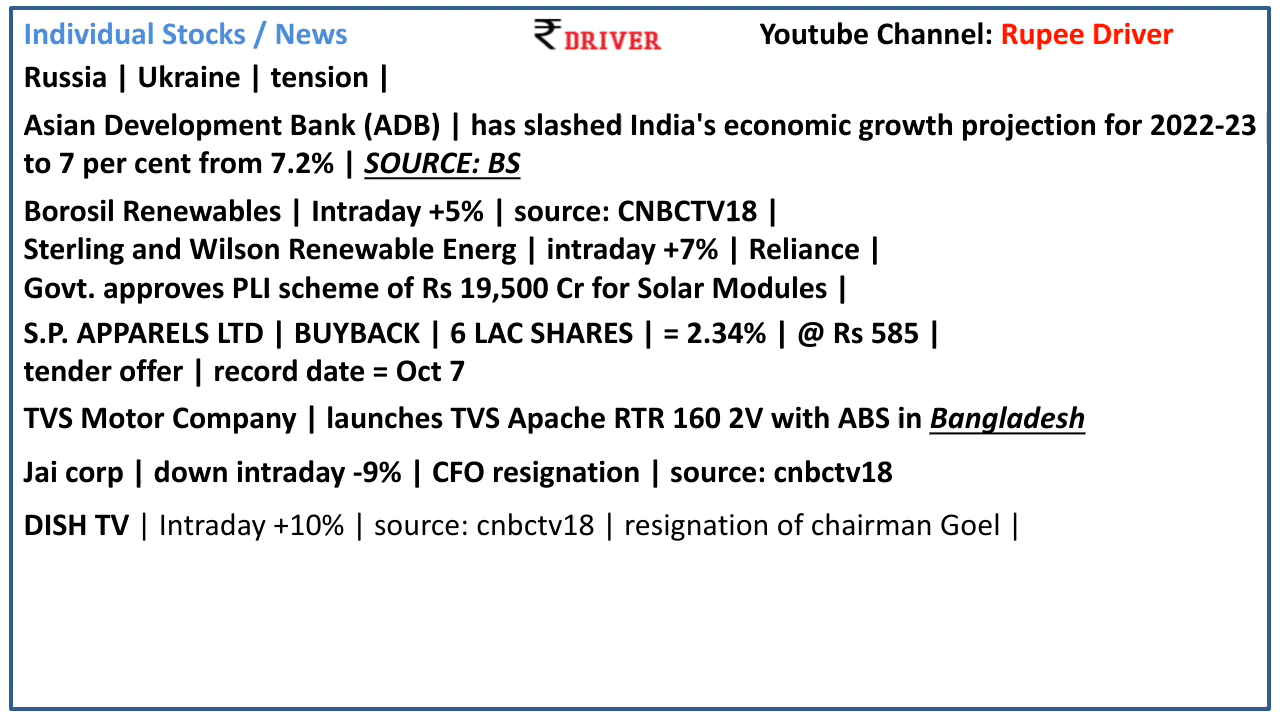 Individual Stocks / News
₹ DRIVER
Youtube Channel: Rupee Driver
Russia | Ukraine | tension |
Asian Development Bank (ADB) | has slashed India's economic growth projection for 2022-23
to 7 per cent from 7.2% | SOURCE: BS
Borosil Renewables | Intraday +5% | source: CNBCTV18 |
Sterling and Wilson Renewable Energ | intraday +7% | Reliance |
Govt. approves PLI scheme of Rs 19,500 Cr for Solar Modules |
S.P. APPARELS LTD | BUYBACK | 6 LAC SHARES | = 2.34% | @ Rs 585 |
tender offer | record date = Oct 7
TVS Motor Company | launches TVS Apache RTR 160 2V with ABS in Bangladesh
Jai corp | down intraday -9% | CFO resignation | source: cnbctv18
DISH TV | Intraday +10% | source: cnbctv18 | resignation of chairman Goel |